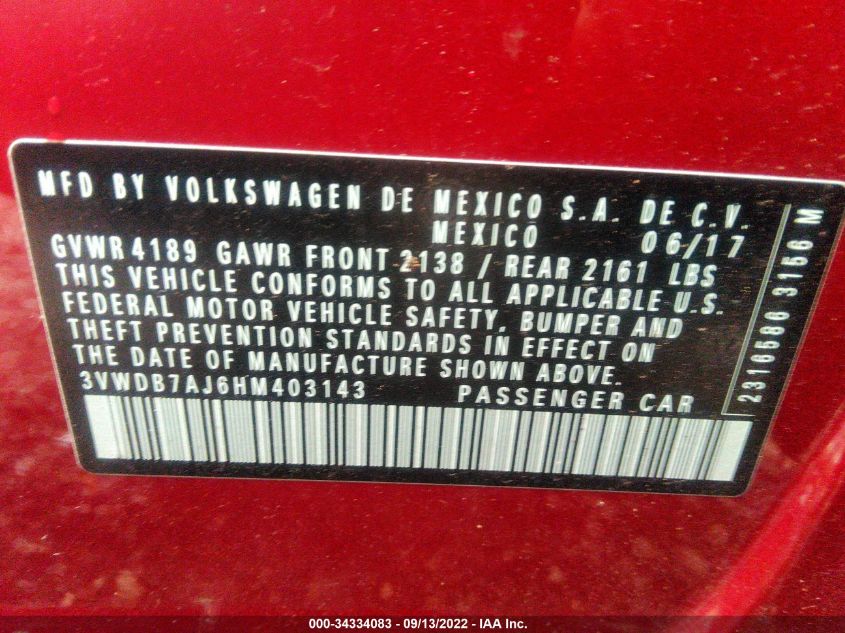 MFD BY VOLKSWAGEN DE MEXICO S.A. DE C.V.
MEXICO 06/17
GVWR 4189 GAWR FRONT 2138 / REAR 2161 LBS
THIS VEHICLE CONFORMS TO ALL APPLICABLE U.S.
FEDERAL MOTOR VEHICLE SAFETY, BUMPER AND
THEFT PREVENTION STANDARDS IN EFFECT ON
THE DATE OF MANUFACTURE SHOWN ABOVE.
3VWDB7AJ6HM403143 PASSENGER CAR
2316586 3156 M
000-34334083 - 09/13/2022 - IAA Inc.